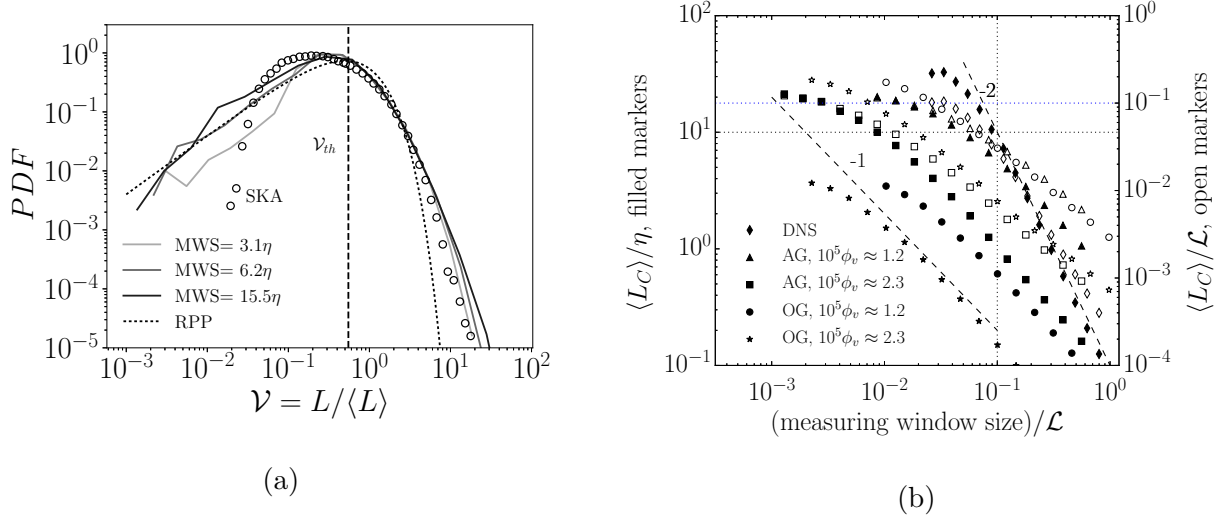 10^0
10^{-1}
10^{-2}
10^{-3}
10^{-4}
10^{-5}
PDF
𝒱_{th}
SKA
MWS= 3.1η
MWS= 6.2η
MWS= 15.5η
RPP
10^{-3} 10^{-2} 10^{-1} 10^0 10^1 10^2
𝒱 = L/⟨L⟩
(a)
10^2
10^1
10^0
10^{-1}
⟨L_C⟩/η, filled markers
-2
-1
DNS
AG, 10^5ϕ_v ≈ 1.2
AG, 10^5ϕ_v ≈ 2.3
OG, 10^5ϕ_v ≈ 1.2
OG, 10^5ϕ_v ≈ 2.3
10^{-3} 10^{-2} 10^{-1} 10^0
(measuring window size)/ℒ
10^0
10^{-1}
10^{-2}
10^{-3}
10^{-4}
⟨L_C⟩/ℒ, open markers
(b)